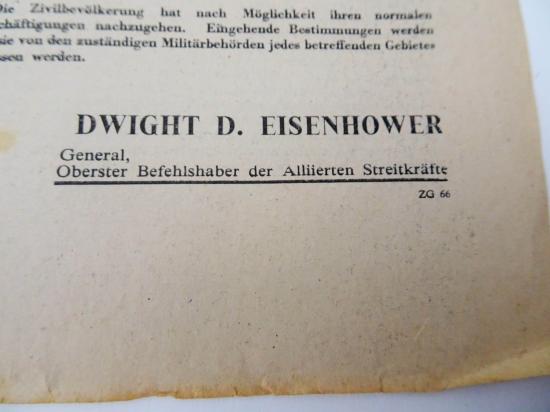 Die Zivilbevölkerung hat nach Möglichkeit ihren normalen
chäftigungen nachzugehen. Eingehende Bestimmungen werden
sie von den zuständigen Militärbehörden jedes betreffenden Gebietes
ssen werden.
DWIGHT D. EISENHOWER
General,
Oberster Befehlshaber der Alliierten Streitkräfte
ZG 66